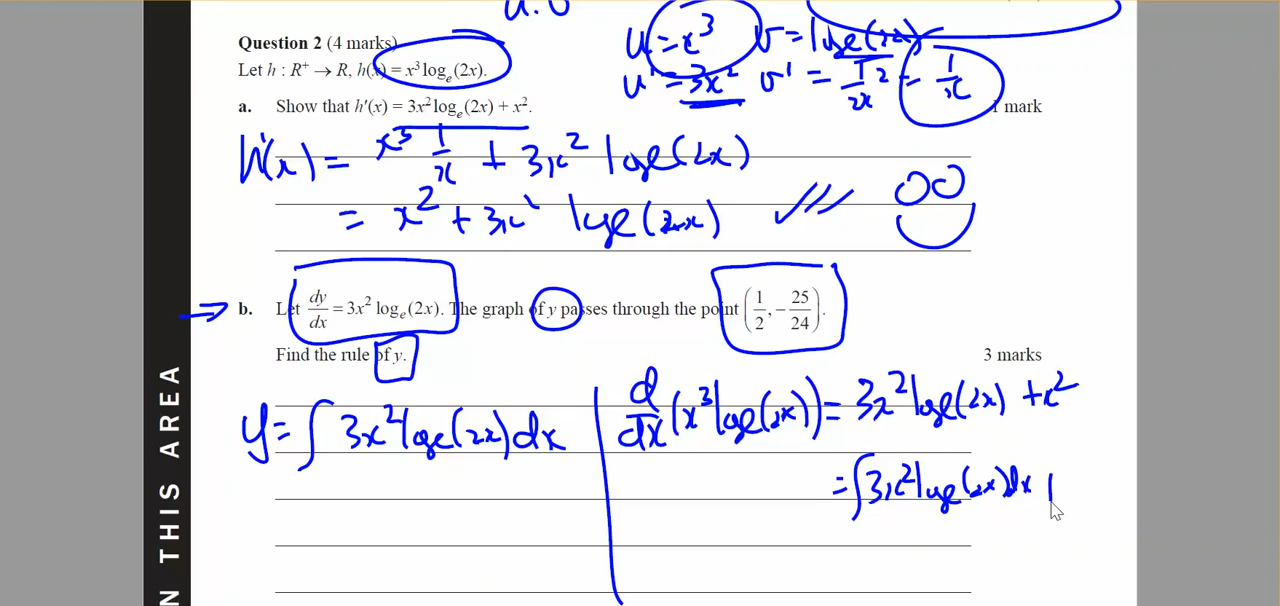 u.v
u = x³ v = loge(2x)
Question 2 (4 marks)
Let h : R⁺ → R, h(x) = x³ logₑ(2x).
u' = 3x² v' = 1/2x 2 = 1/x
a. Show that h′(x) = 3x² logₑ(2x) + x². 1 mark
h'(x) = x³ 1/x + 3x² loge(2x)
= x² + 3x² loge(2x)
b. Let dy/dx = 3x² logₑ(2x). The graph of y passes through the point (1/2, −25/24).
Find the rule of y. 3 marks
y = ∫ 3x² loge(2x) dx
d/dx (x³ loge(2x)) = 3x² loge(2x) + x²
= ∫3x² loge(2x) dx
N THIS AREA